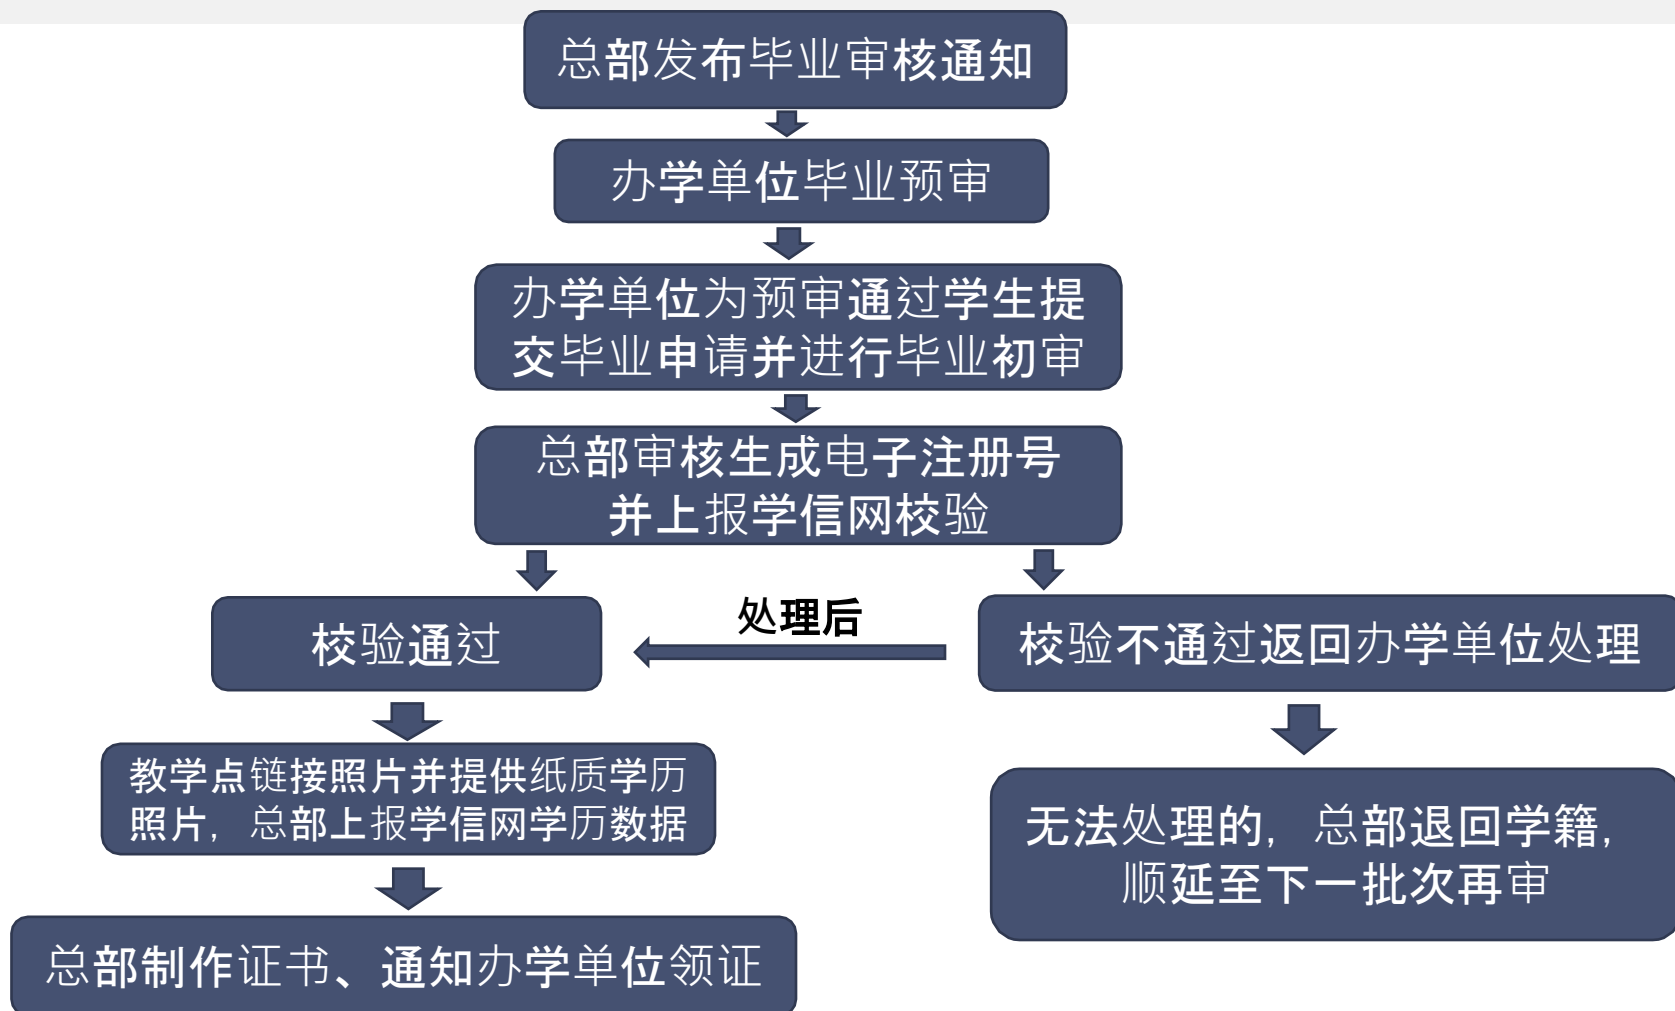 总部发布毕业审核通知
办学单位毕业预审
办学单位为预审通过学生提
交毕业申请并进行毕业初审
总部审核生成电子注册号
并上报学信网校验
校验通过
处理后
校验不通过返回办学单位处理
教学点链接照片并提供纸质学历
照片，总部上报学信网学历数据
无法处理的，总部退回学籍，
顺延至下一批次再审
总部制作证书、通知办学单位领证